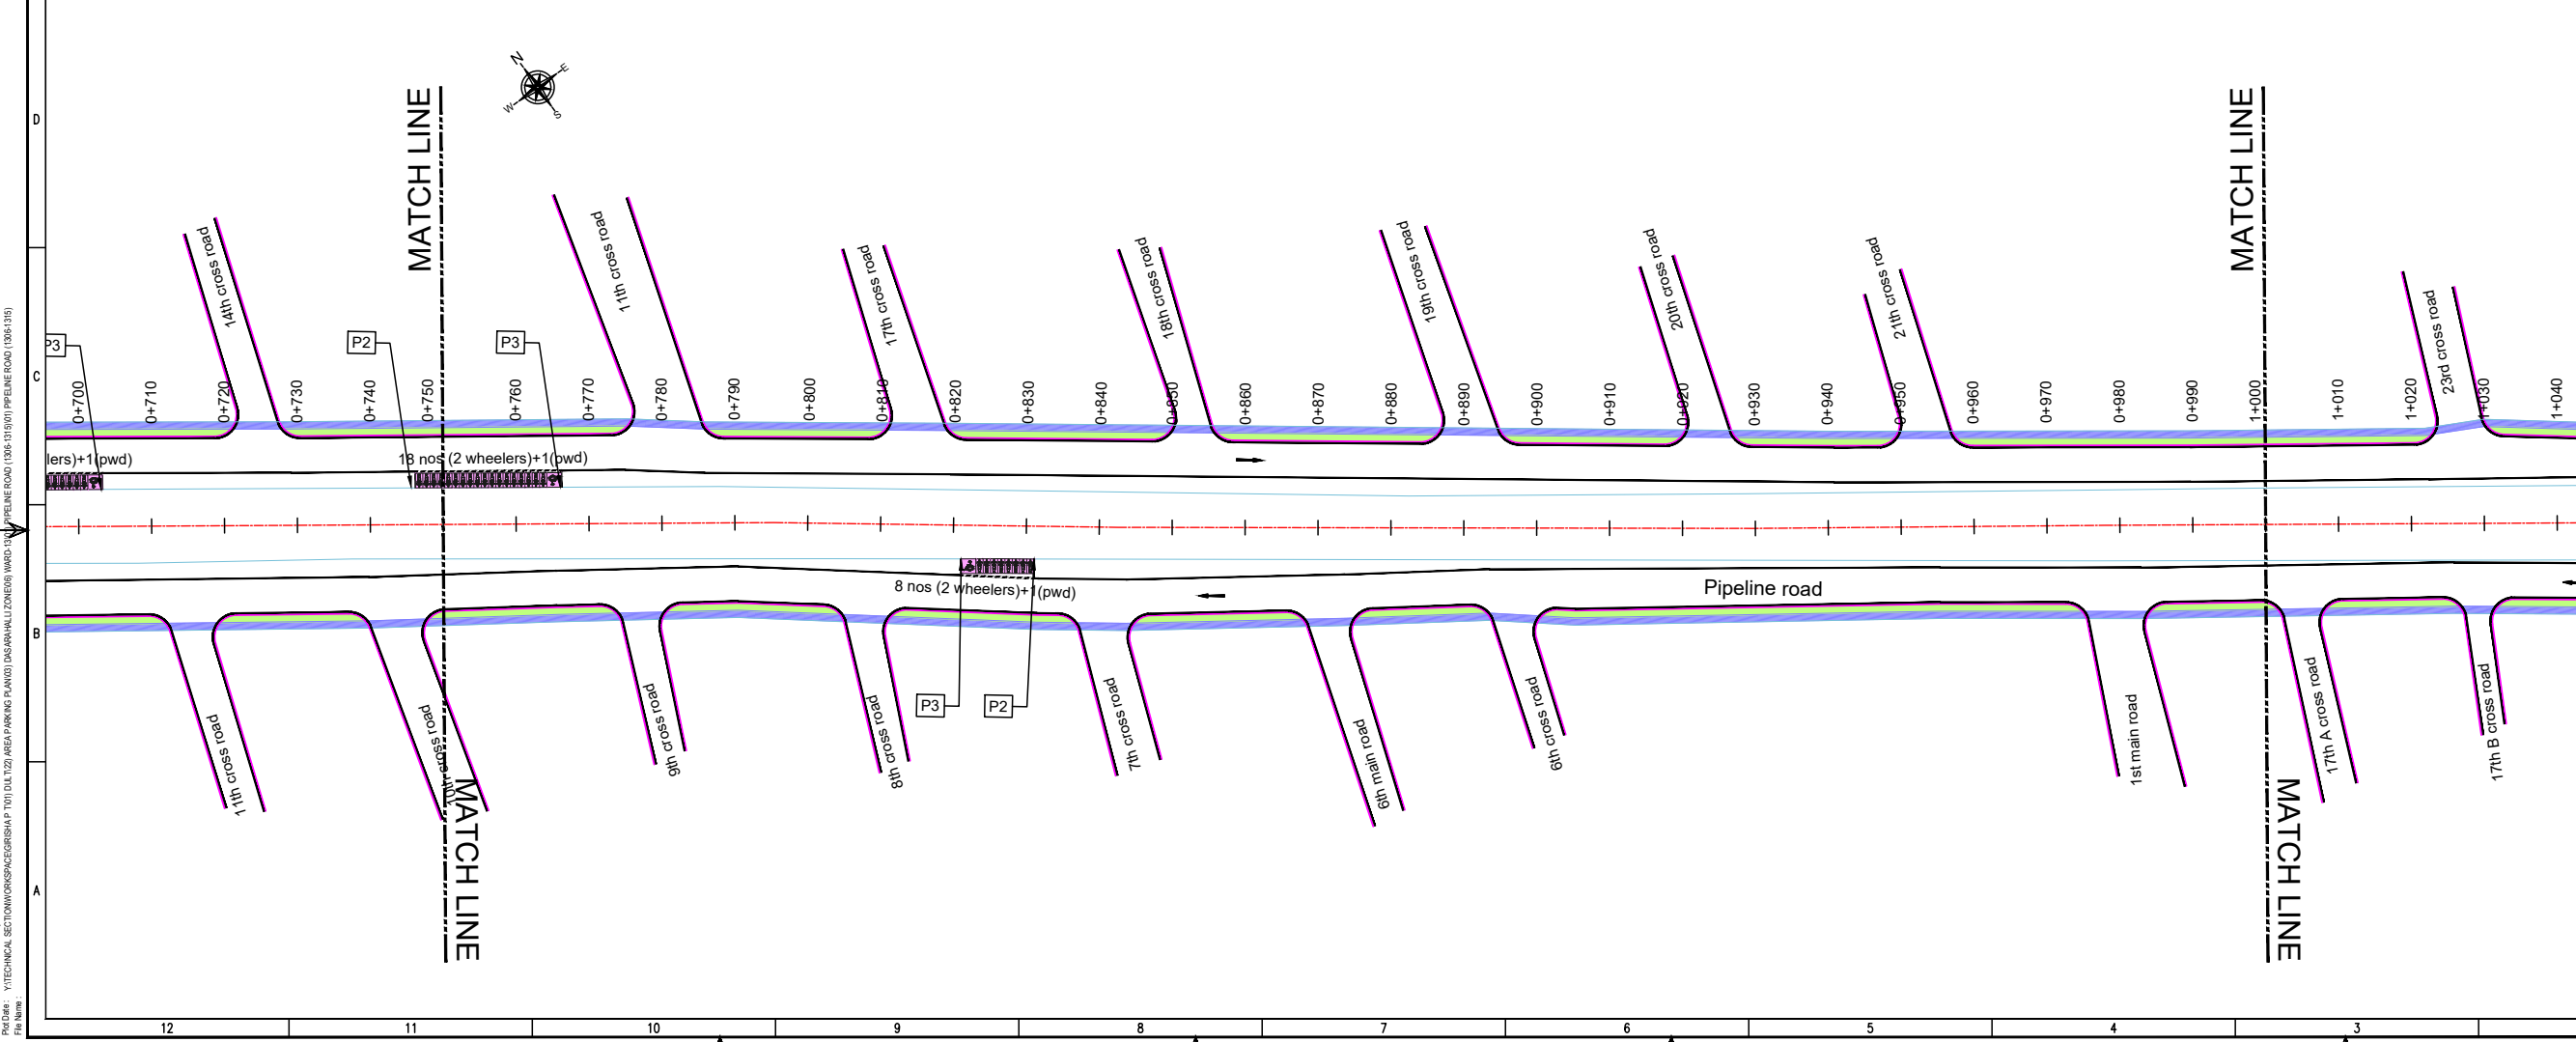 N
E
W
S
MATCH LINE
MATCH LINE
D
C
B
A
14th cross road
11th cross road
17th cross road
18th cross road
19th cross road
20th cross road
21th cross road
23rd cross road
P3
P2
P3
0+700
0+710
0+720
0+730
0+740
0+750
0+760
0+770
0+780
0+790
0+800
0+810
0+820
0+830
0+840
0+850
0+860
0+870
0+880
0+890
0+900
0+910
0+920
0+930
0+940
0+950
0+960
0+970
0+980
0+990
1+000
1+010
1+020
1+030
1+040
lers)+1(pwd)
18 nos (2 wheelers)+1(pwd)
8 nos (2 wheelers)+1(pwd)
Pipeline road
P3
P2
11th cross road
10th cross road
9th cross road
8th cross road
7th cross road
6th main road
6th cross road
1st main road
17th A cross road
17th B cross road
MATCH LINE
MATCH LINE
12
11
10
9
8
7
6
5
4
3
Plot Date :
File Name :